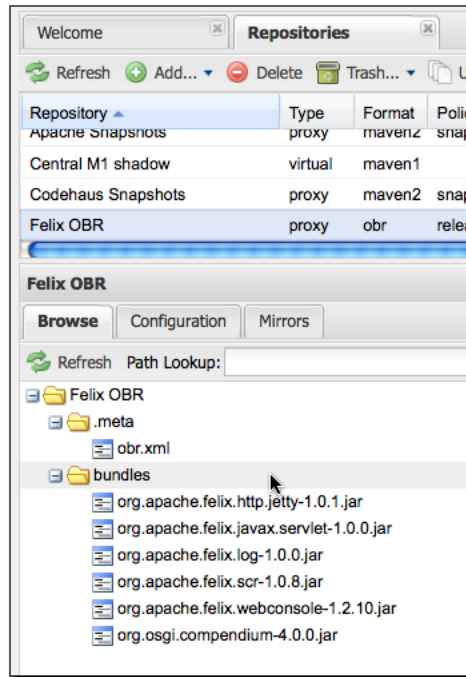 Welcome Repositories
Refresh Add... Delete Trash... U
Repository Type Format Polic
Apache Snapshots proxy maven2 snap
Central M1 shadow virtual maven1
Codehaus Snapshots proxy maven2 snap
Felix OBR proxy obr relea
Felix OBR
Browse Configuration Mirrors
Refresh Path Lookup:
Felix OBR
.meta
obr.xml
bundles
org.apache.felix.http.jetty-1.0.1.jar
org.apache.felix.javax.servlet-1.0.0.jar
org.apache.felix.log-1.0.0.jar
org.apache.felix.scr-1.0.8.jar
org.apache.felix.webconsole-1.2.10.jar
org.osgi.compendium-4.0.0.jar